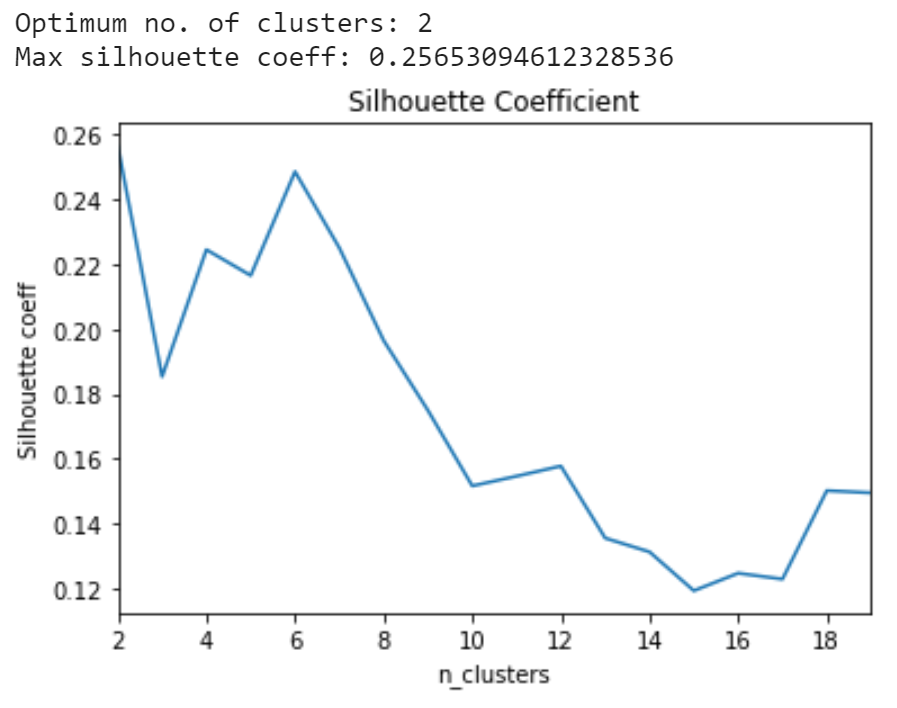 Optimum no. of clusters: 2
Max silhouette coeff: 0.25653094612328536
Silhouette Coefficient
Silhouette coeff
0.26
0.24
0.22
0.20
0.18
0.16
0.14
0.12
2 4 6 8 10 12 14 16 18
n_clusters